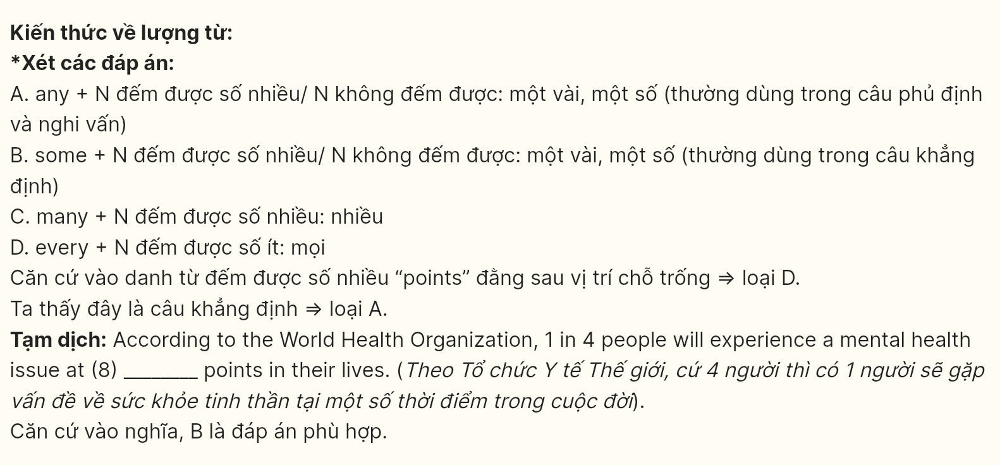 Kiến thức về lượng từ:
*Xét các đáp án:
A. any + N đếm được số nhiều/ N không đếm được: một vài, một số (thường dùng trong câu phủ định
và nghi vấn)
B. some + N đếm được số nhiều/ N không đếm được: một vài, một số (thường dùng trong câu khẳng
định)
C. many + N đếm được số nhiều: nhiều
D. every + N đếm được số ít: mọi
Căn cứ vào danh từ đếm được số nhiều “points” đằng sau vị trí chỗ trống ⇒ loại D.
Ta thấy đây là câu khẳng định ⇒ loại A.
Tạm dịch: According to the World Health Organization, 1 in 4 people will experience a mental health
issue at (8) ________ points in their lives. (Theo Tổ chức Y tế Thế giới, cứ 4 người thì có 1 người sẽ gặp
vấn đề về sức khỏe tinh thần tại một số thời điểm trong cuộc đời).
Căn cứ vào nghĩa, B là đáp án phù hợp.